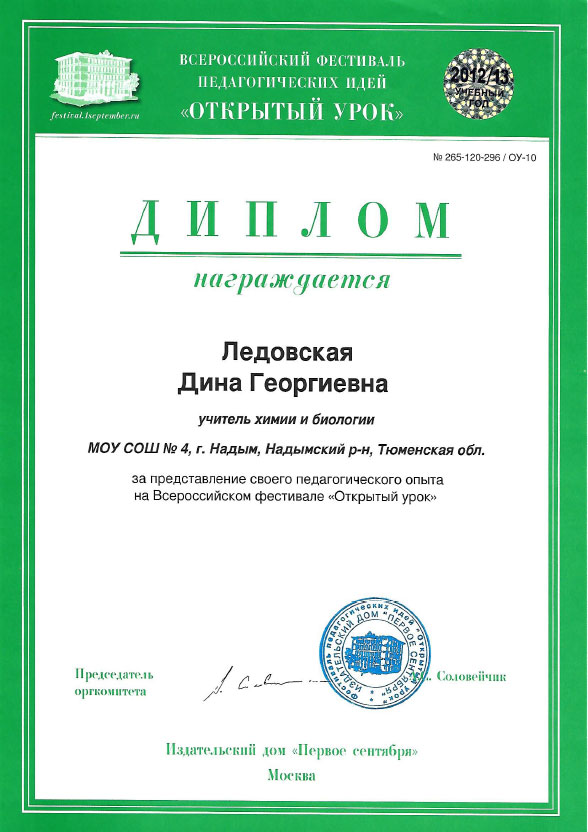 ВСЕРОССИЙСКИЙ ФЕСТИВАЛЬ
ПЕДАГОГИЧЕСКИХ ИДЕЙ
«ОТКРЫТЫЙ УРОК»
festival.1september.ru
2012/13
УЧЕБНЫЙ
ГОД
№ 265-120-296 / ОУ-10
ДИПЛОМ
награждается
Ледовская
Дина Георгиевна
учитель химии и биологии
МОУ СОШ № 4, г. Надым, Надымский р-н, Тюменская обл.
за представление своего педагогического опыта
на Всероссийском фестивале «Открытый урок»
Фестиваль педагогических идей "Открытый урок"
ИЗДАТЕЛЬСКИЙ ДОМ "ПЕРВОЕ СЕНТЯБРЯ"
Председатель
оргкомитета
Соловейчик
Издательский дом «Первое сентября»
Москва